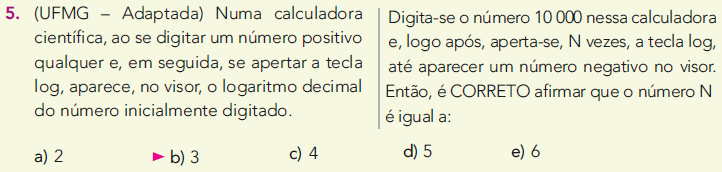 5. (UFMG – Adaptada) Numa calculadora
científica, ao se digitar um número positivo
qualquer e, em seguida, se apertar a tecla
log, aparece, no visor, o logaritmo decimal
do número inicialmente digitado.
Digita-se o número 10 000 nessa calculadora
e, logo após, aperta-se, N vezes, a tecla log,
até aparecer um número negativo no visor.
Então, é CORRETO afirmar que o número N
é igual a:
a) 2 b) 3 c) 4 d) 5 e) 6